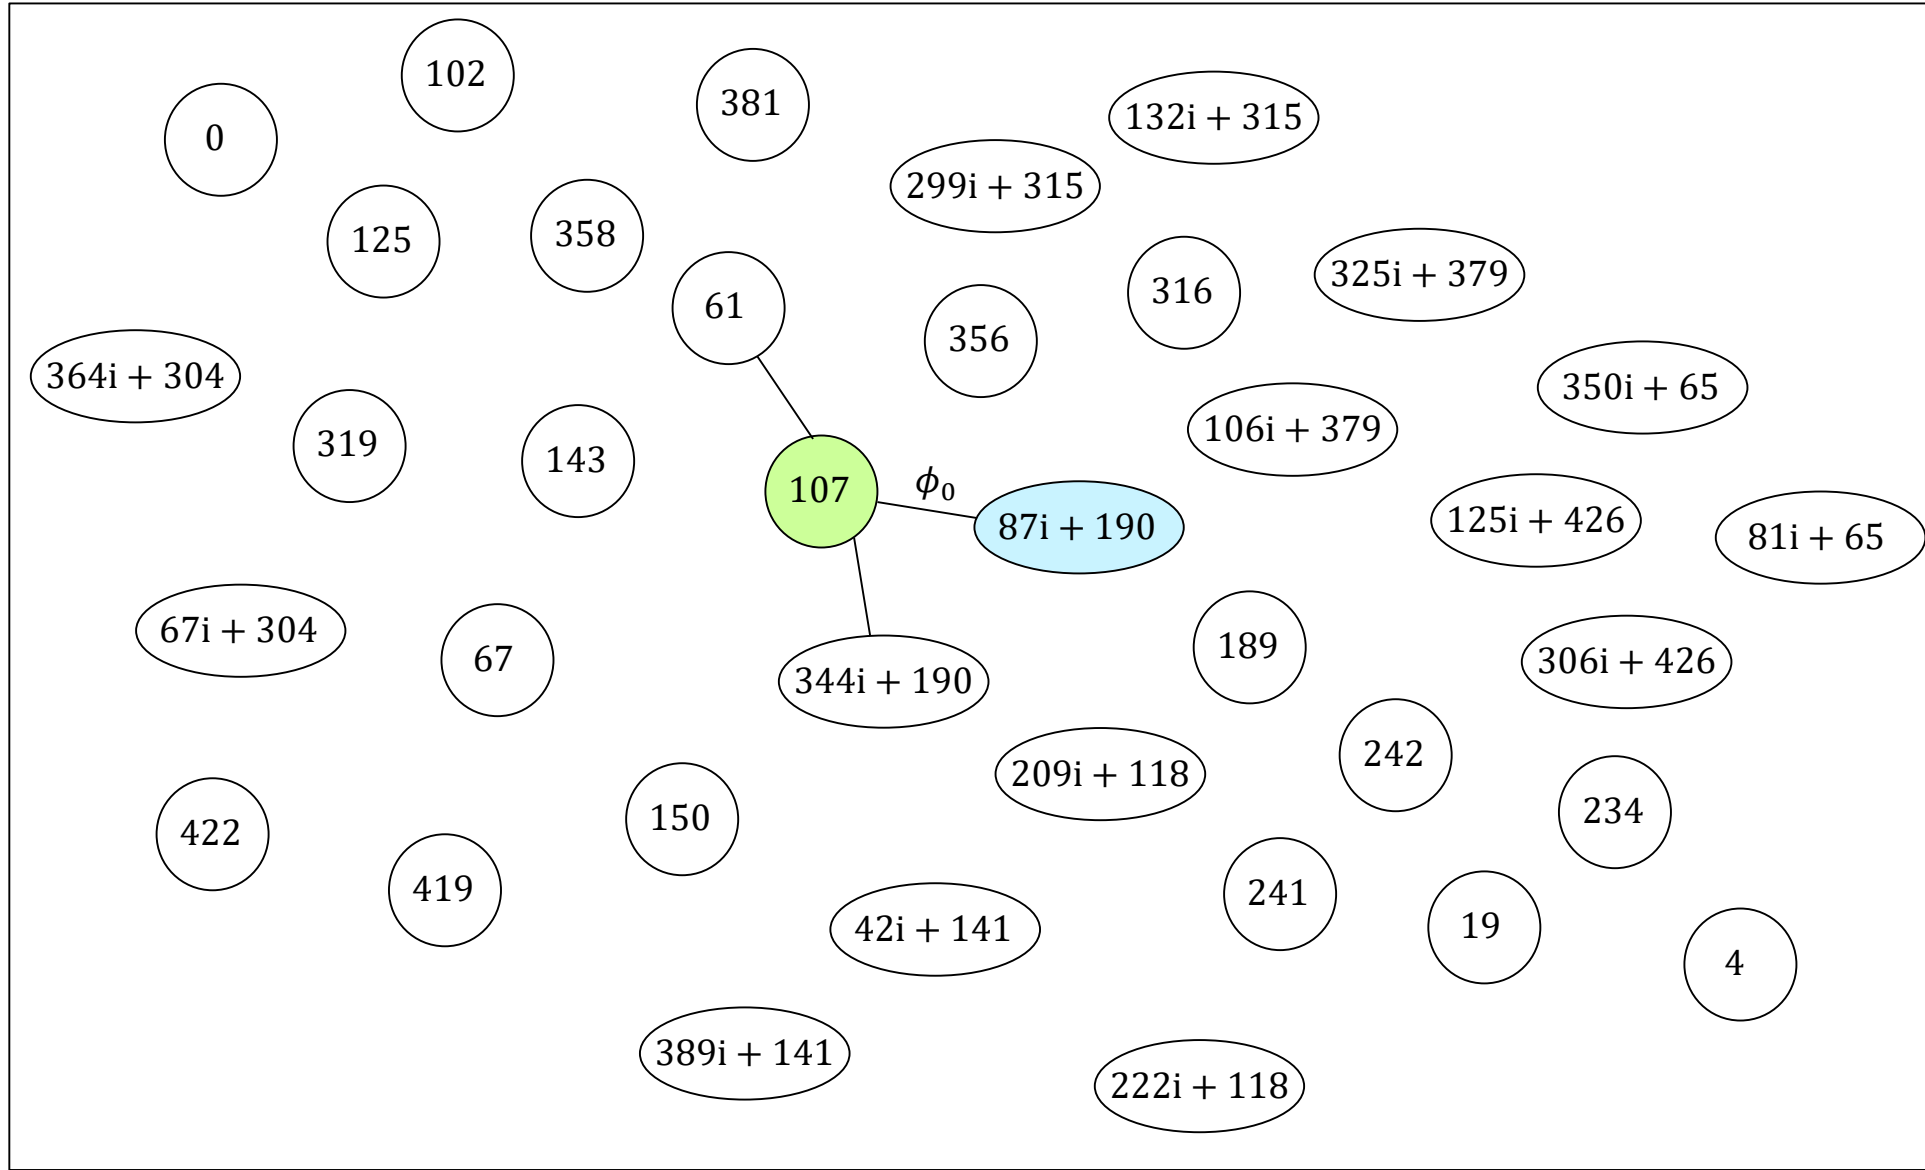 102
381
0
132i + 315
299i + 315
125
358
325i + 379
61
316
356
364i + 304
350i + 65
319
143
106i + 379
107
ϕ₀
87i + 190
125i + 426
81i + 65
67i + 304
67
344i + 190
189
306i + 426
209i + 118
242
422
150
234
419
241
42i + 141
19
4
389i + 141
222i + 118